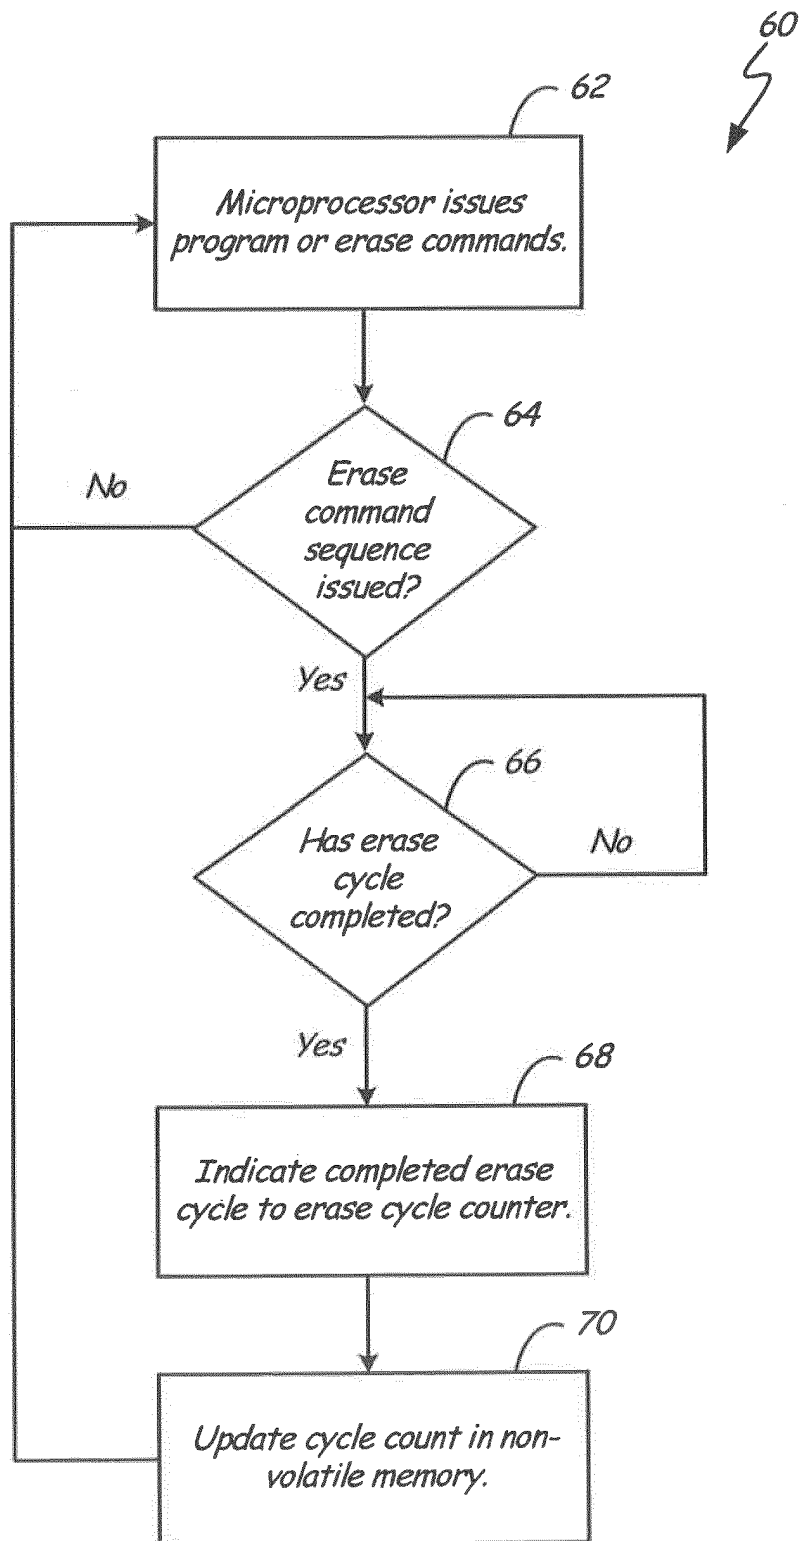 60
62
Microprocessor issues
program or erase commands.
64
Erase
command
sequence
issued?
No
Yes
66
Has erase
cycle
completed?
No
Yes
68
Indicate completed erase
cycle to erase cycle counter.
70
Update cycle count in non-
volatile memory.